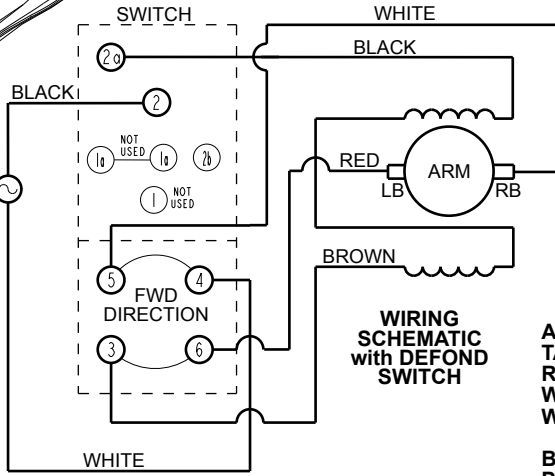 SWITCH
WHITE
2a
BLACK
BLACK
2
NOT
USED
1a
1a
2b
RED
ARM
LB
RB
1
NOT
USED
5
4
FWD
DIRECTION
BROWN
3
6
WIRING
SCHEMATIC
with DEFOND
SWITCH
WHITE
A
TA
R
W
W